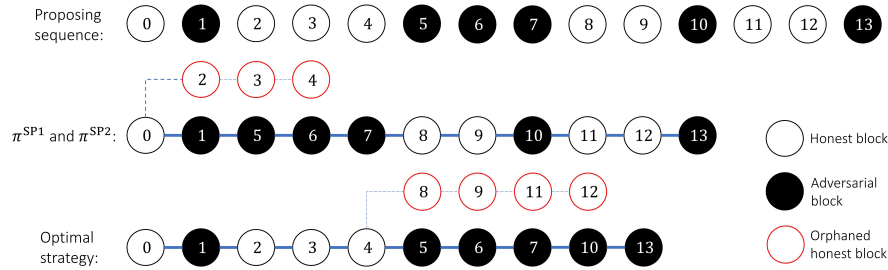 Proposing
sequence:
0 1 2 3 4 5 6 7 8 9 10 11 12 13
2 3 4
π^SP1 and π^SP2:
0 1 5 6 7 8 9 10 11 12 13
8 9 11 12
Optimal
strategy:
0 1 2 3 4 5 6 7 10 13
Honest block
Adversarial
block
Orphaned
honest block